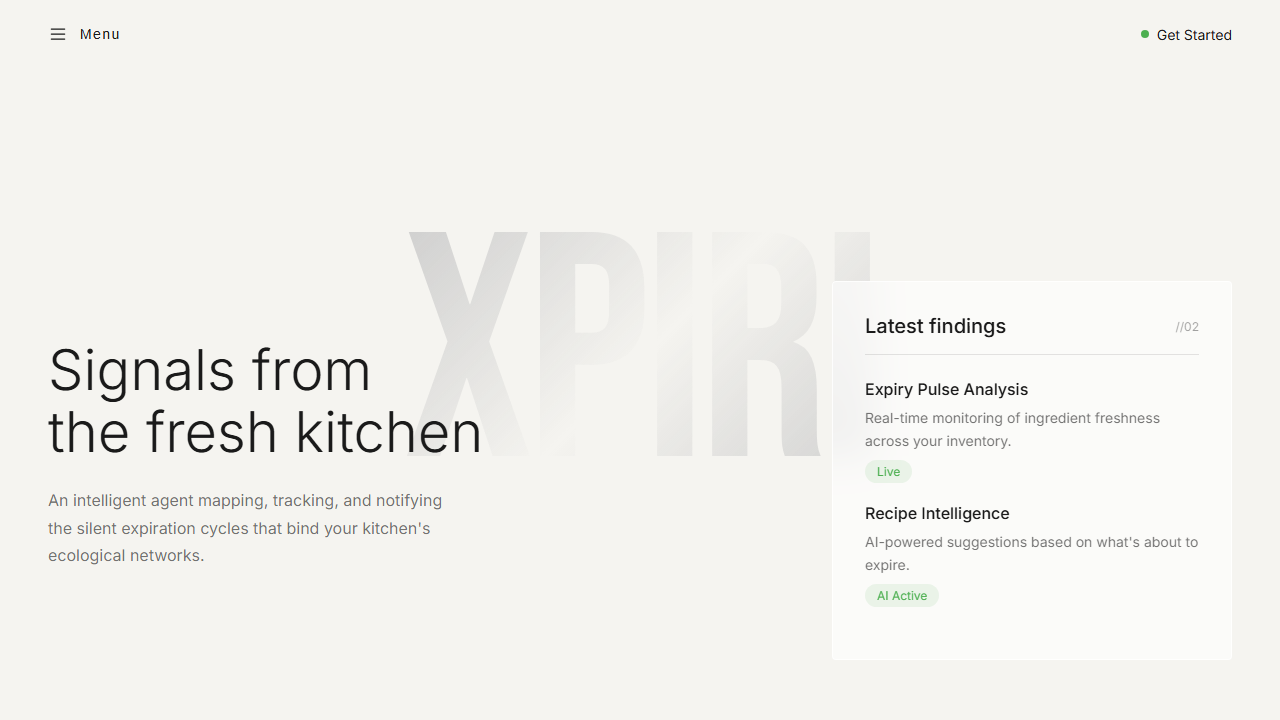 Menu
Get Started
XPIRI
Signals from
the fresh kitchen
An intelligent agent mapping, tracking, and notifying
the silent expiration cycles that bind your kitchen's
ecological networks.
Latest findings
//02
Expiry Pulse Analysis
Real-time monitoring of ingredient freshness
across your inventory.
Live
Recipe Intelligence
AI-powered suggestions based on what's about to
expire.
AI Active